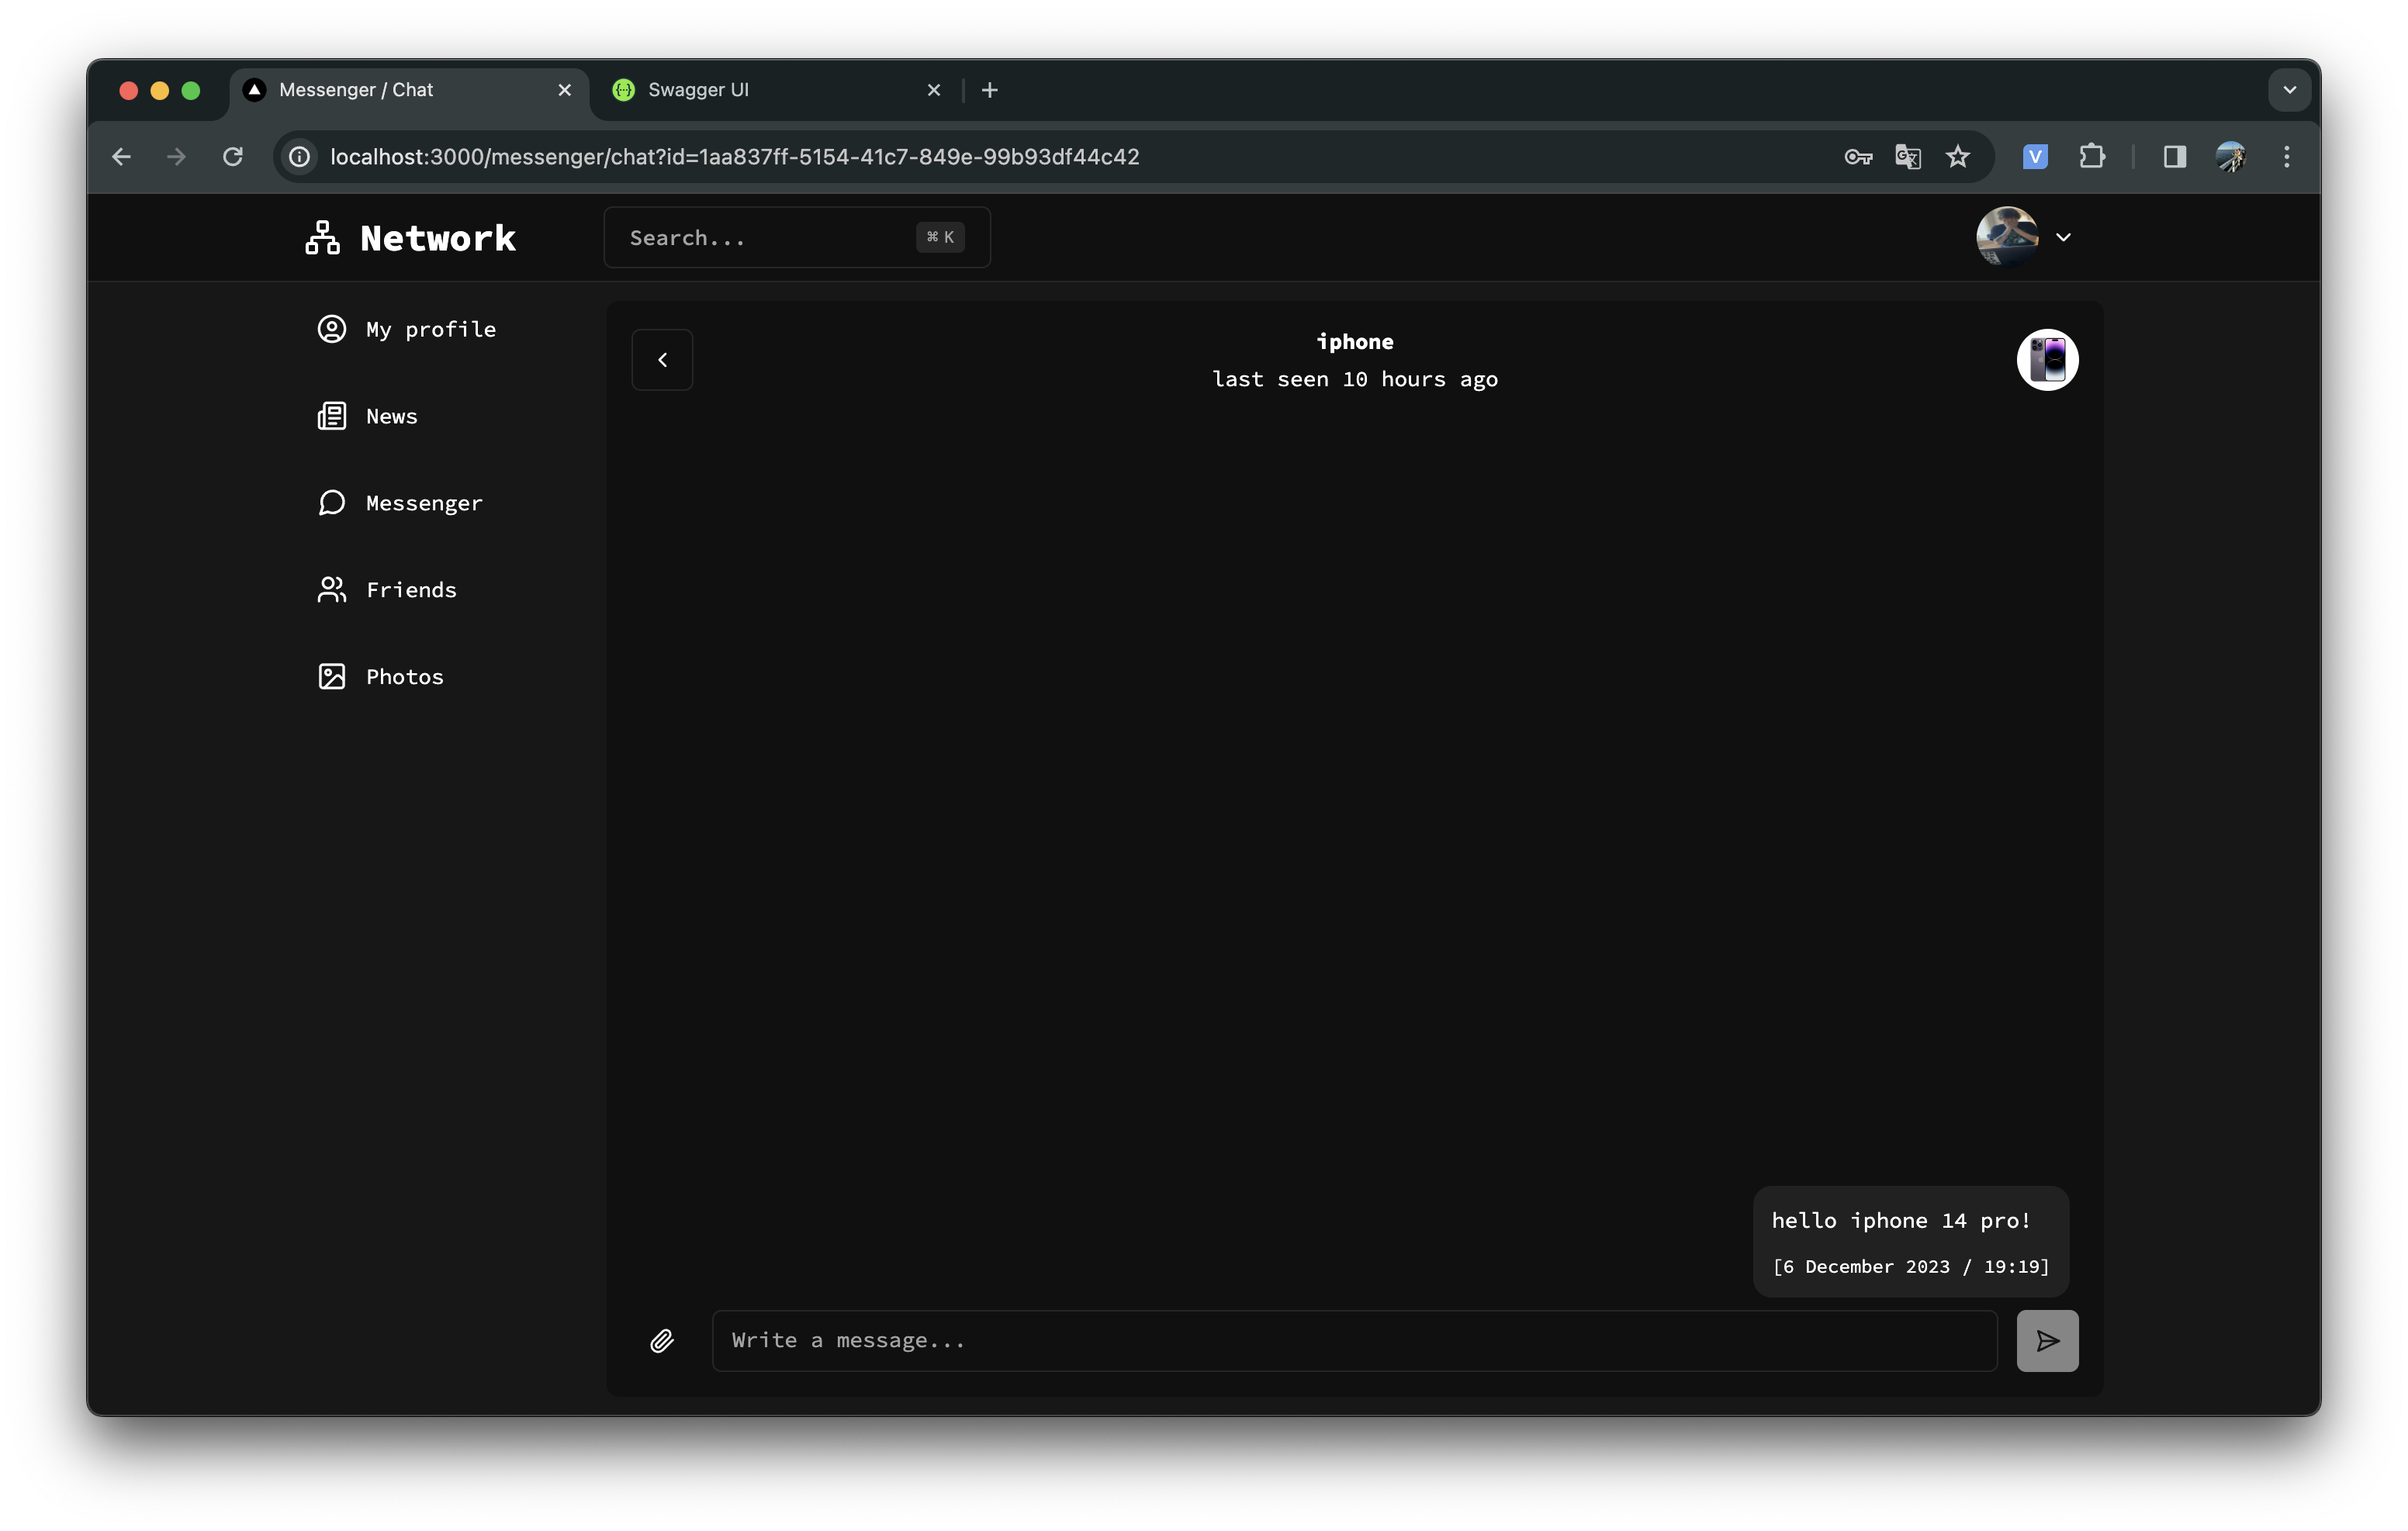 Messenger / Chat
Swagger UI
localhost:3000/messenger/chat?id=1aa837ff-5154-41c7-849e-99b93df44c42
V
Network
Search...
⌘ K
My profile
News
Messenger
Friends
Photos
iphone
last seen 10 hours ago
hello iphone 14 pro!
[6 December 2023 / 19:19]
Write a message...